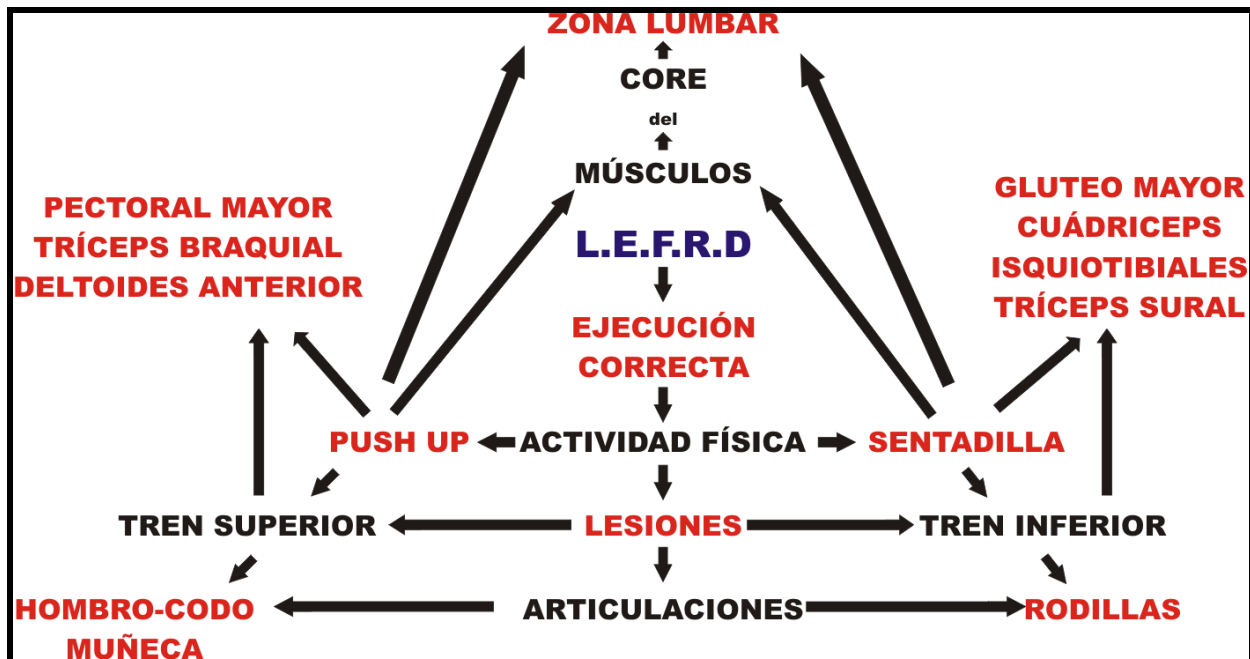 ZONA LUMBAR
CORE
del
MÚSCULOS
PECTORAL MAYOR
TRÍCEPS BRAQUIAL
DELTOIDES ANTERIOR
L.E.F.R.D
GLUTEO MAYOR
CUÁDRICEPS
ISQUIOTIBIALES
TRÍCEPS SURAL
EJECUCIÓN
CORRECTA
PUSH UP
ACTIVIDAD FÍSICA
SENTADILLA
TREN SUPERIOR
LESIONES
TREN INFERIOR
HOMBRO-CODO
MUÑECA
ARTICULACIONES
RODILLAS